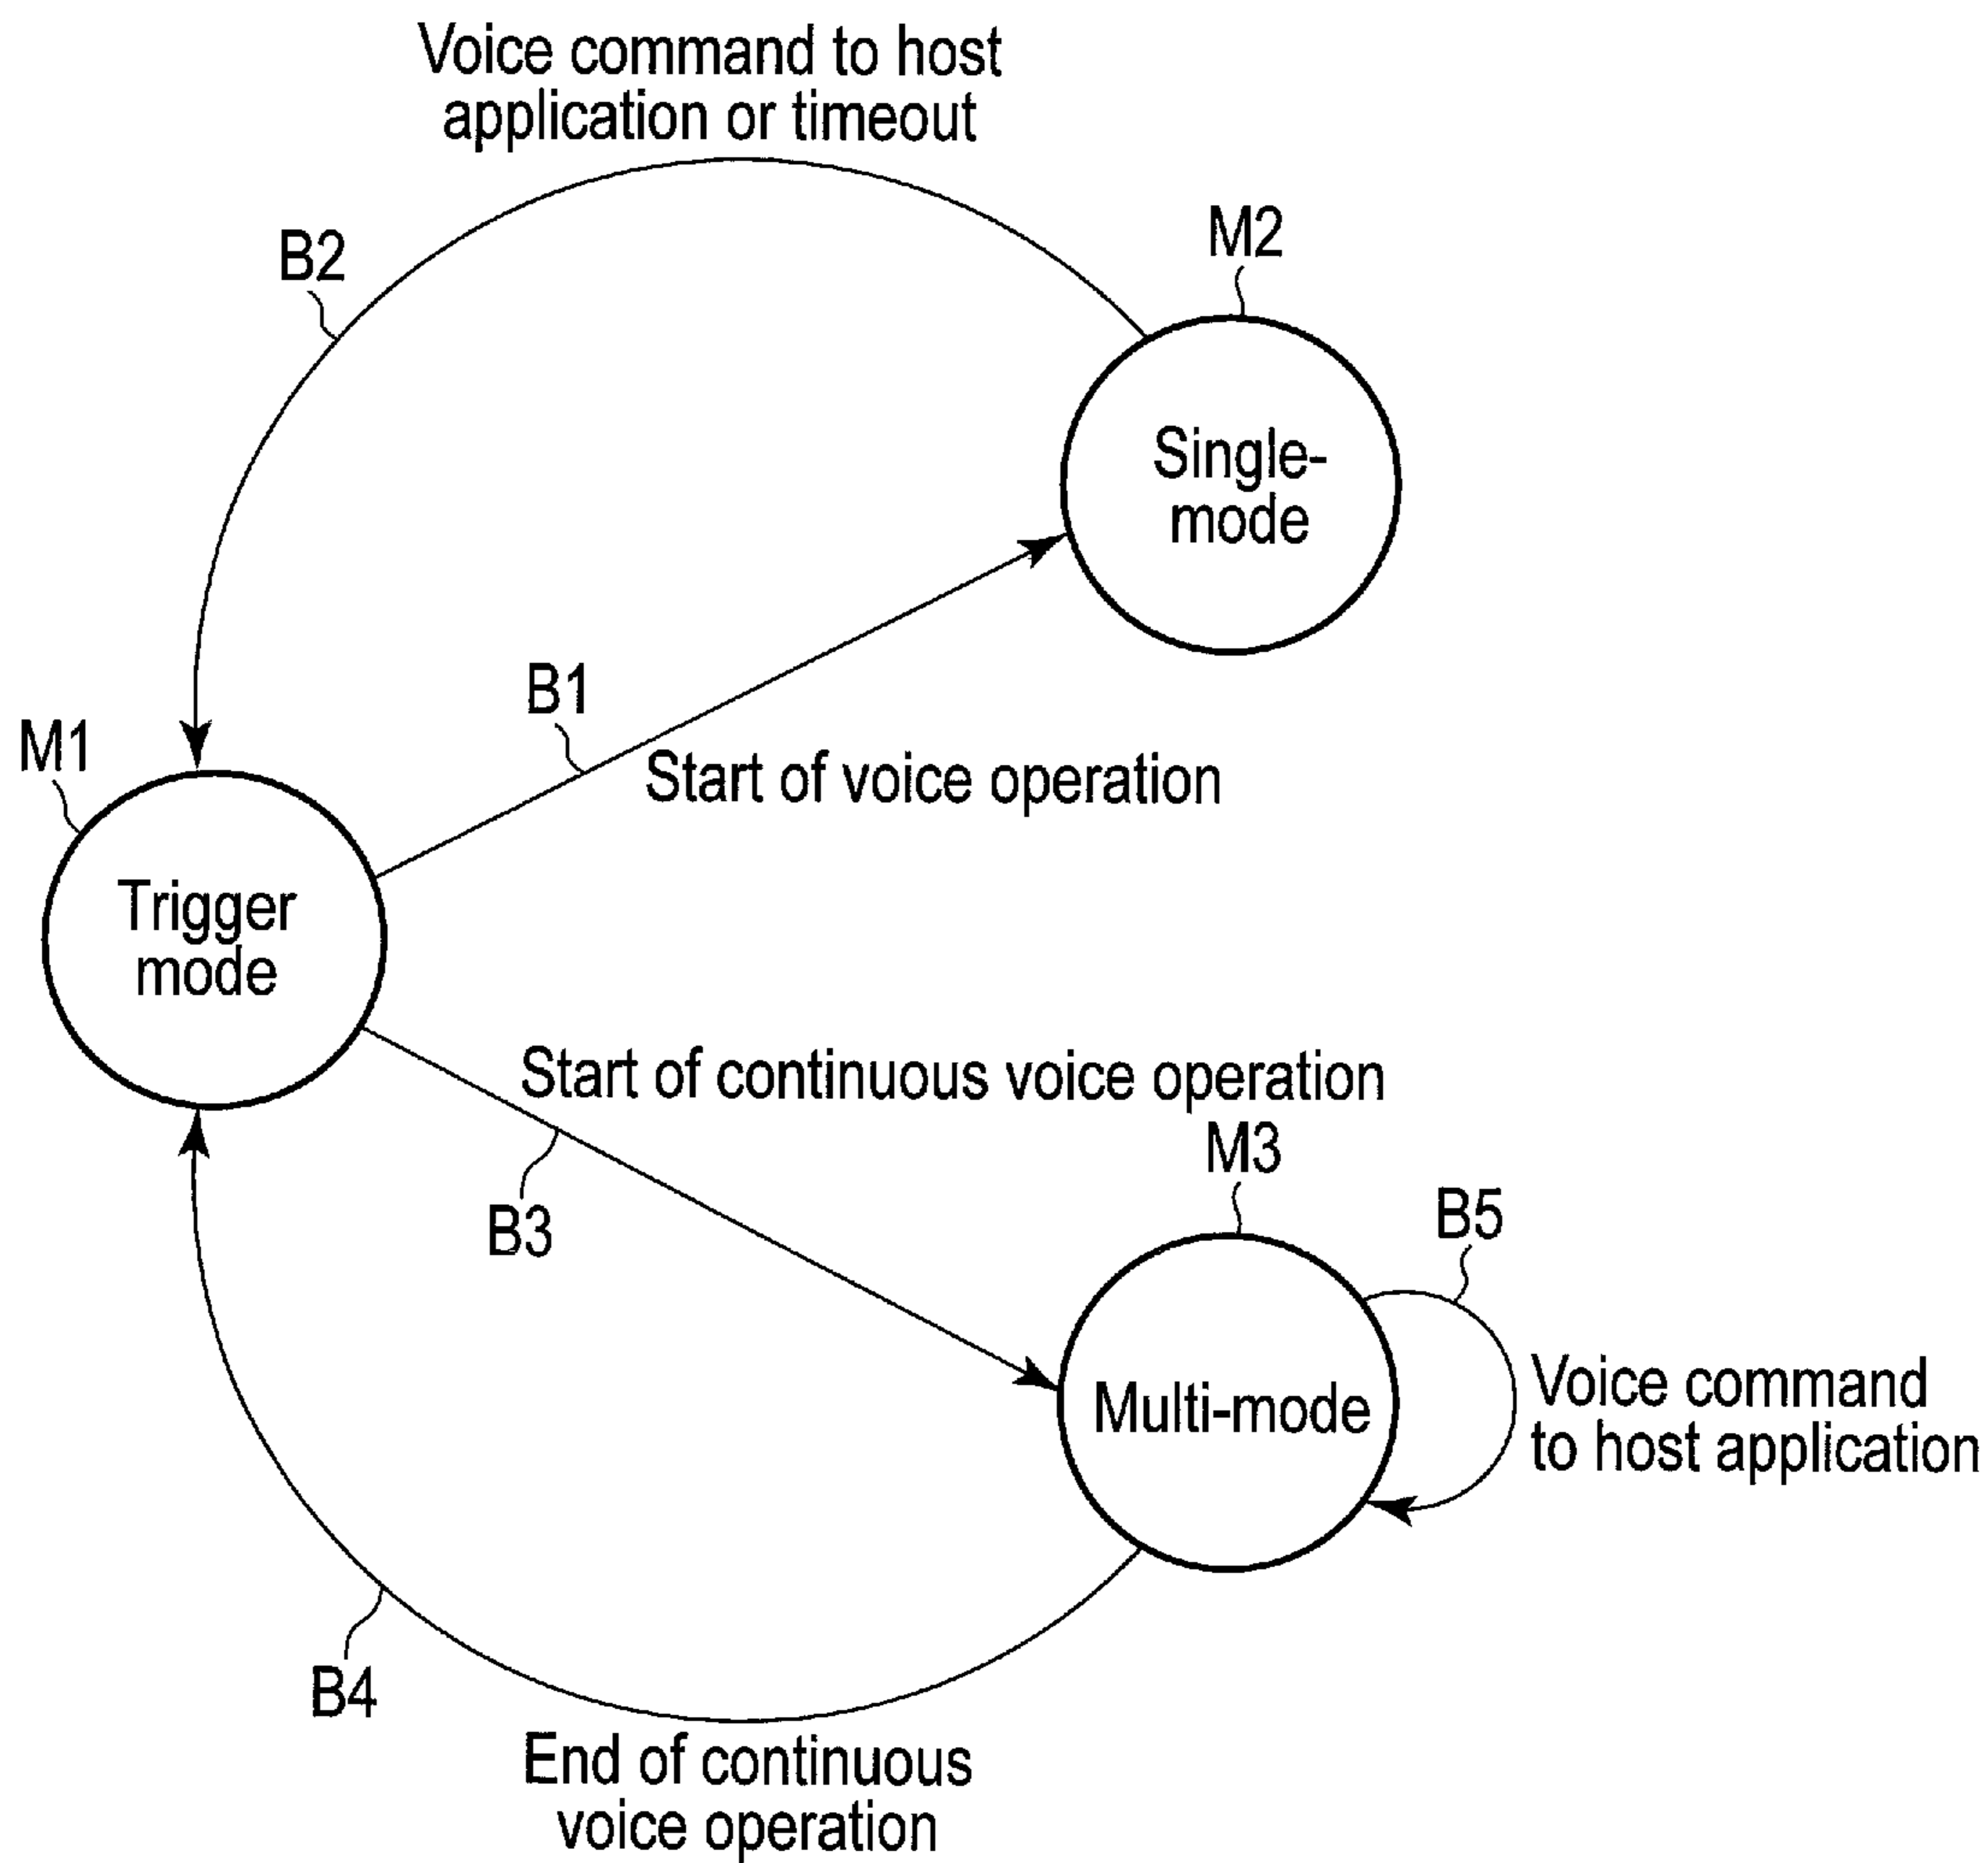 Voice command to host
application or timeout
B2
M2
Single-
mode
B1
M1
Start of voice operation
Trigger
mode
Start of continuous voice operation
M3
B3
B5
Multi-mode
Voice command
to host application
B4
End of continuous
voice operation